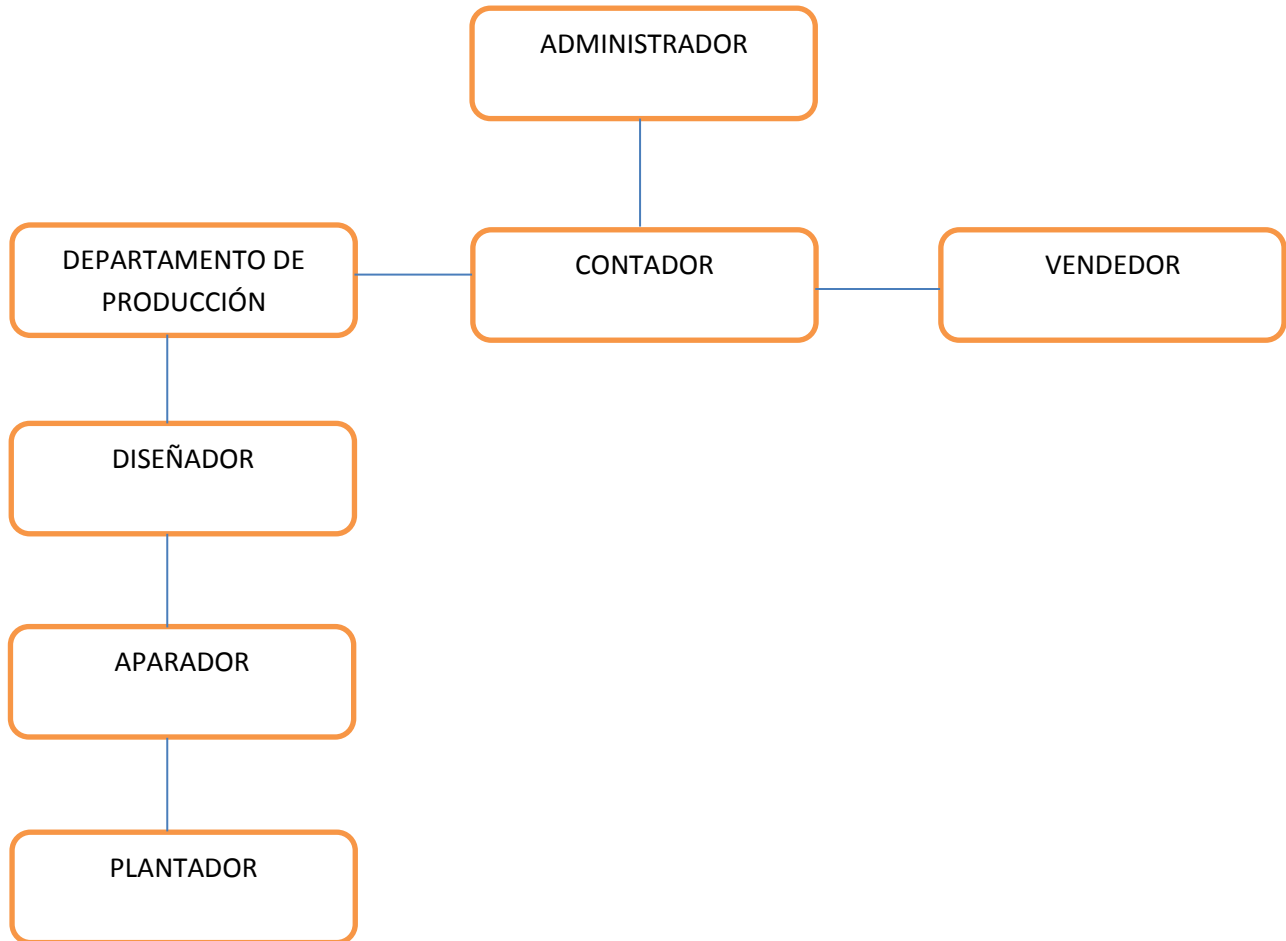 ADMINISTRADOR
DEPARTAMENTO DE
PRODUCCIÓN
CONTADOR
VENDEDOR
DISEÑADOR
APARADOR
PLANTADOR